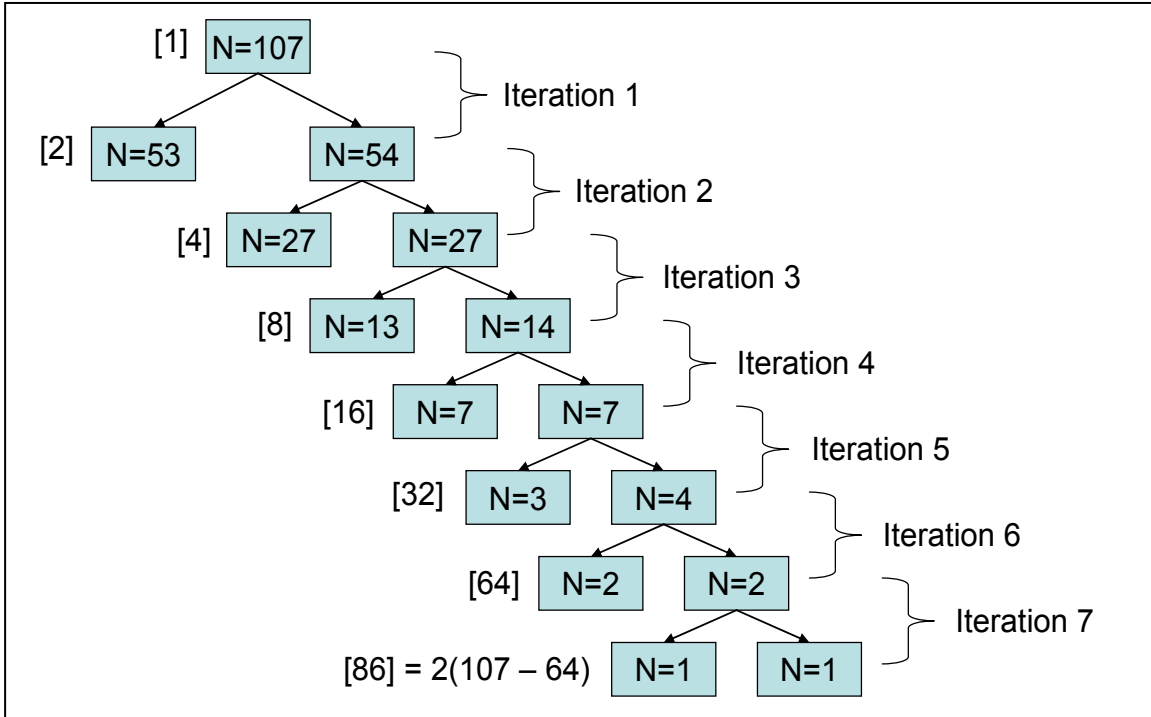 [1] N=107
Iteration 1
[2] N=53 N=54
Iteration 2
[4] N=27 N=27
Iteration 3
[8] N=13 N=14
Iteration 4
[16] N=7 N=7
Iteration 5
[32] N=3 N=4
Iteration 6
[64] N=2 N=2
Iteration 7
[86] = 2(107 – 64) N=1 N=1